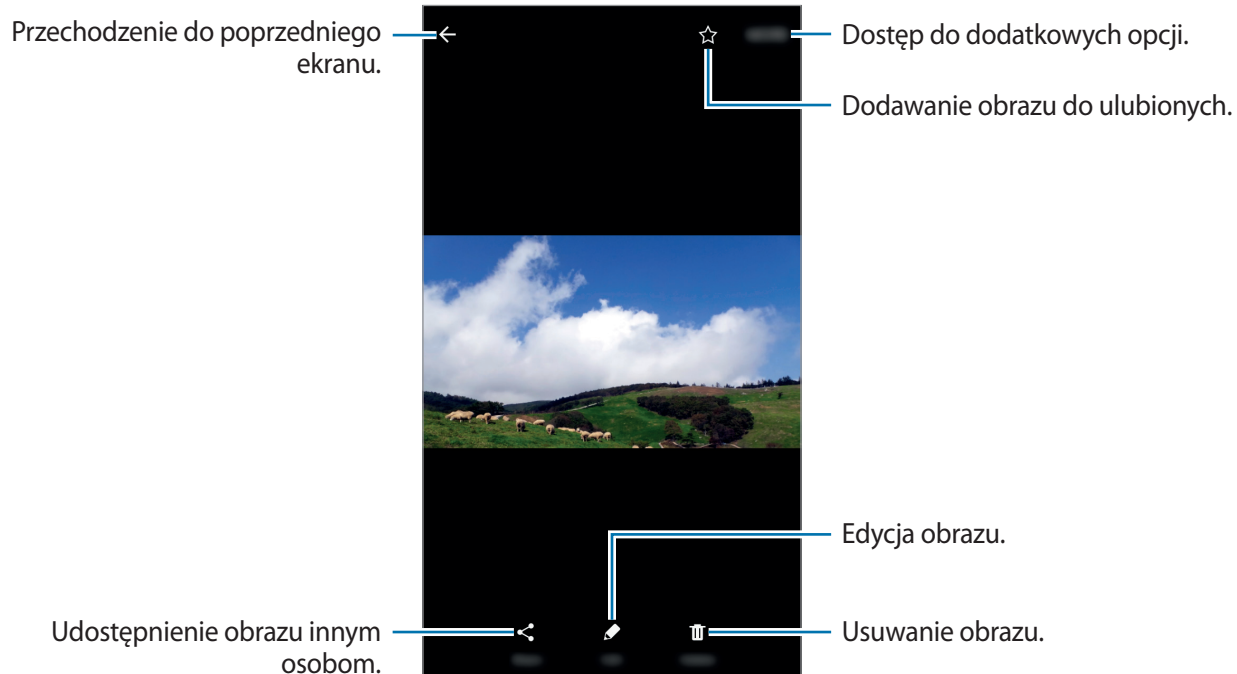 Przechodzenie do poprzedniego
ekranu.
Dostęp do dodatkowych opcji.
Dodawanie obrazu do ulubionych.
Edycja obrazu.
Udostępnienie obrazu innym
osobom.
Usuwanie obrazu.